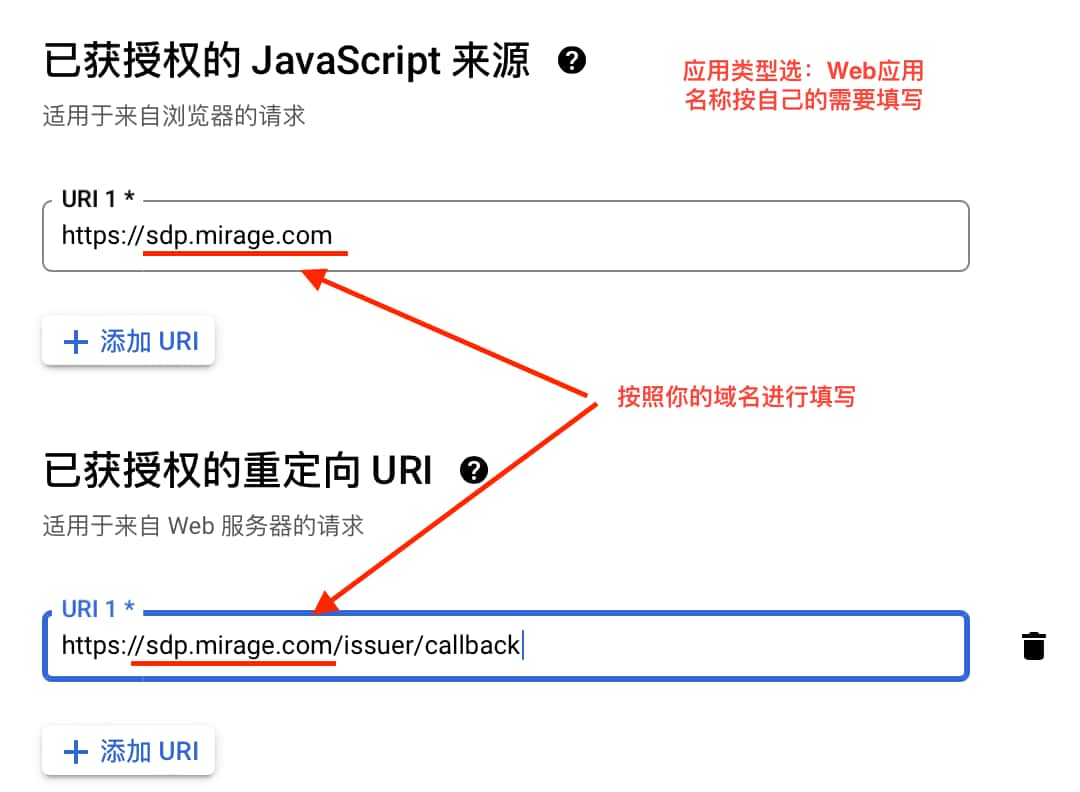 已获授权的 JavaScript 来源 ?
应用类型选：Web应用
名称按自己的需要填写
适用于来自浏览器的请求
URI 1 *
https://sdp.mirage.com
+ 添加 URI
按照你的域名进行填写
已获授权的重定向 URI ?
适用于来自 Web 服务器的请求
URI 1 *
https://sdp.mirage.com/issuer/callback
+ 添加 URI